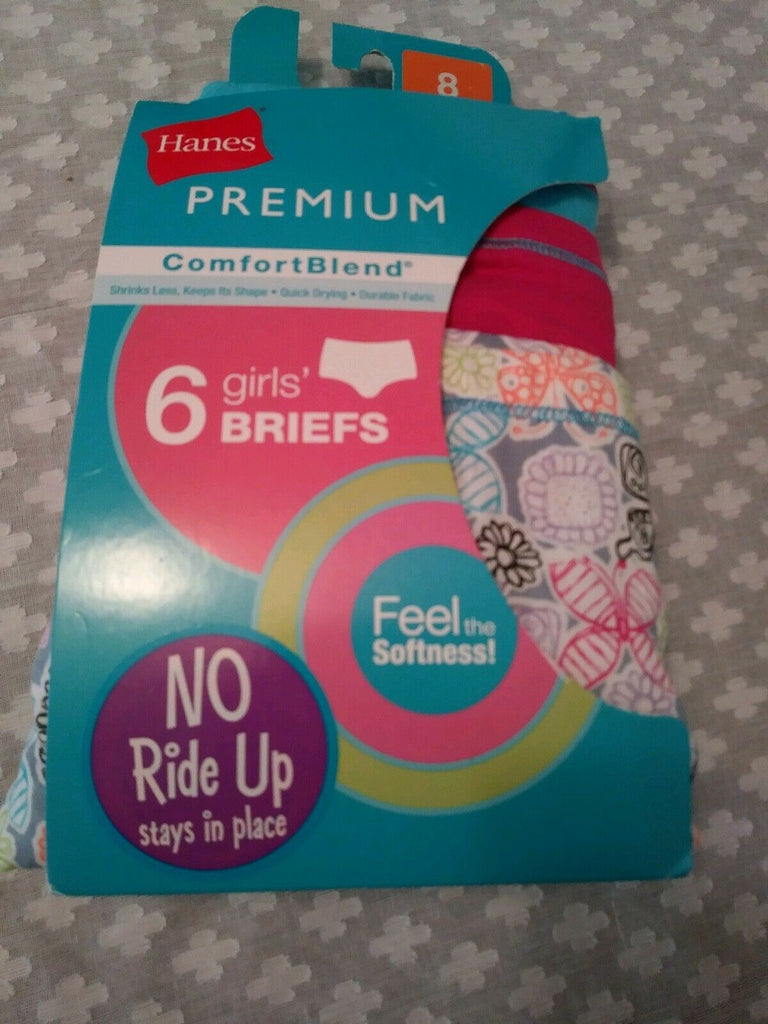 8
Hanes
PREMIUM
ComfortBlend®
Shrinks Less, Keeps Its Shape • Quick Drying • Durable Fabric
6 girls'
BRIEFS
Feel the
Softness!
NO
Ride Up
stays in place